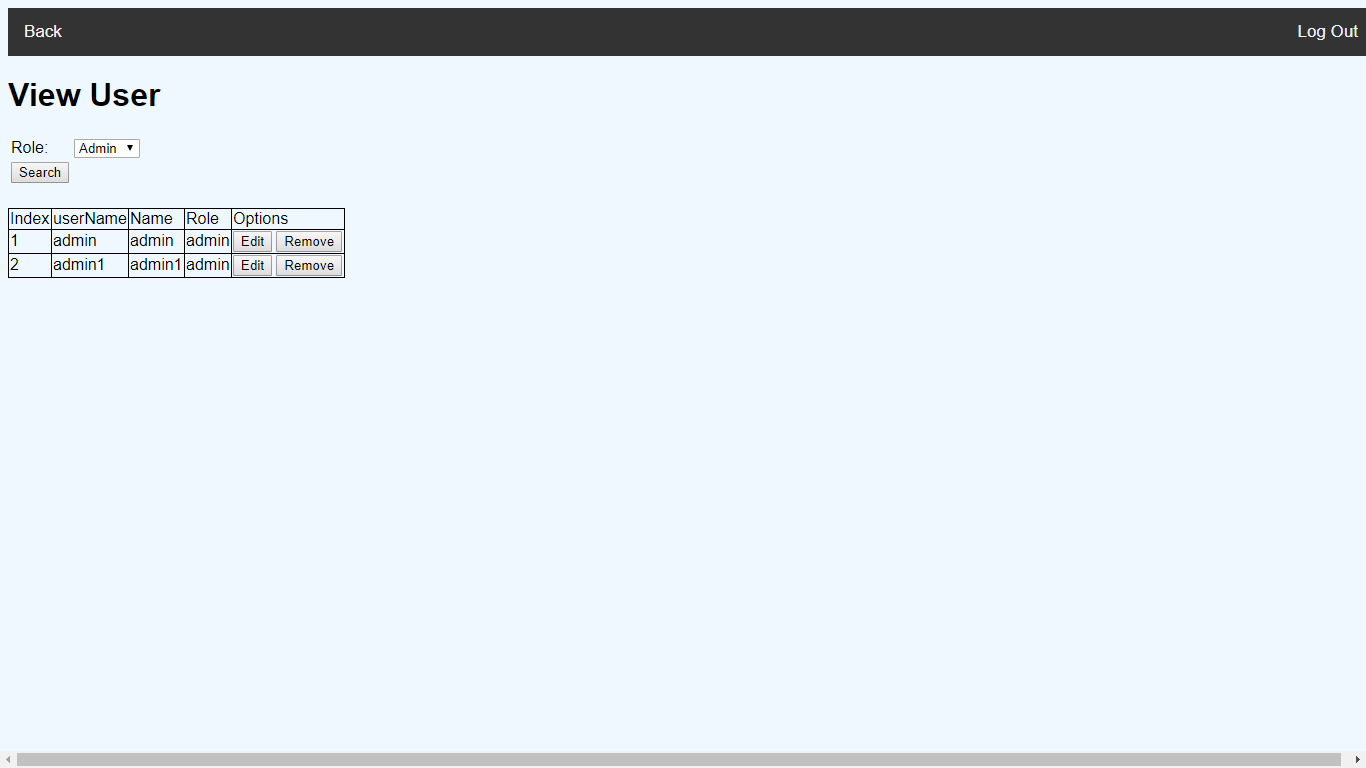 Back Log Out
View User
Role: Admin
Search
Index userName Name Role Options
1 admin admin admin Edit Remove
2 admin1 admin1 admin Edit Remove